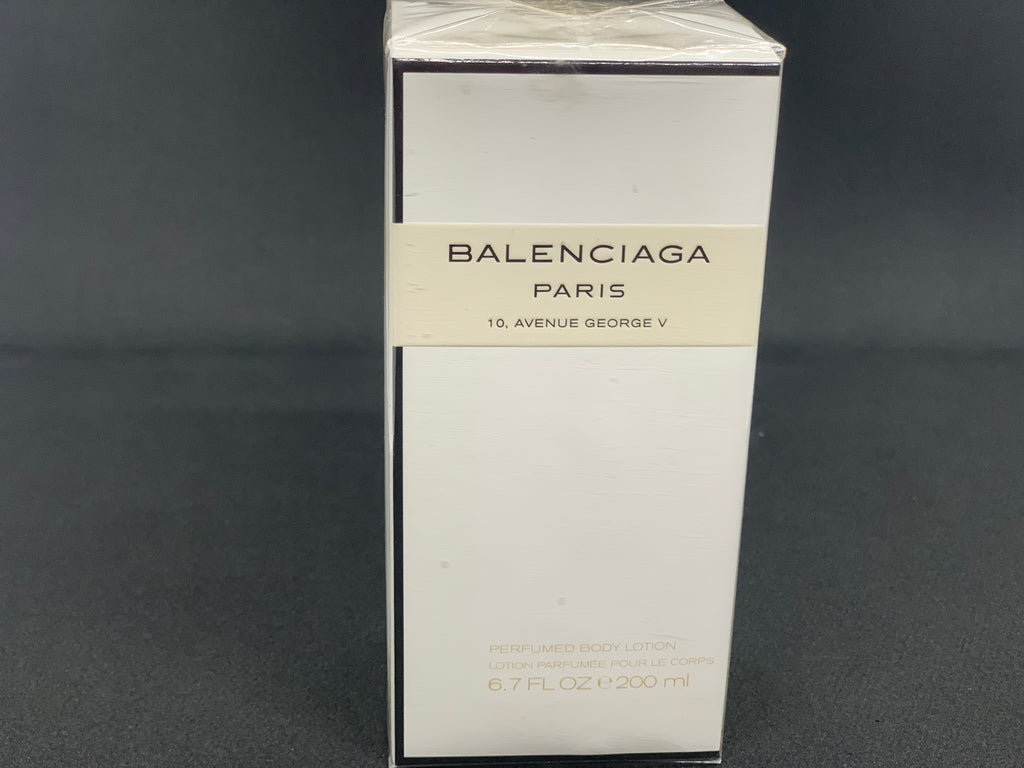 BALENCIAGA
PARIS
10, AVENUE GEORGE V
PERFUMED BODY LOTION
LOTION PARFUMÉE POUR LE CORPS
6.7 FL OZ ℮ 200 ml